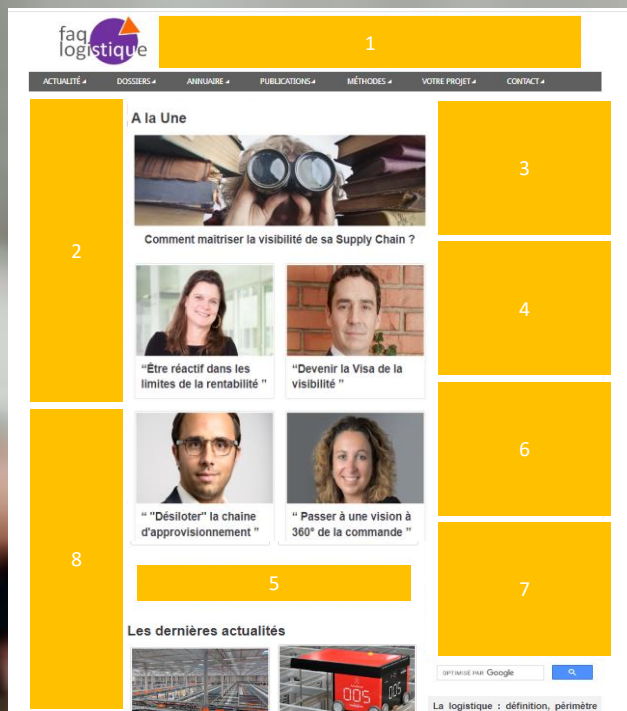 faq
logistique
1
ACTUALITÉ DOSSIERS ANNUAIRE PUBLICATIONS MÉTHODES VOTRE PROJET CONTACT
2
A la Une
Comment maitriser la visibilité de sa Supply Chain ?
“Être réactif dans les
limites de la rentabilité ”
“Devenir la Visa de la
visibilité ”
“ "Désiloter" la chaine
d'approvisionnement ”
“ Passer à une vision à
360° de la commande ”
3
4
6
7
8
5
Les dernières actualités
005
005
OPTIMISÉ PAR Google
La logistique : définition, périmètre